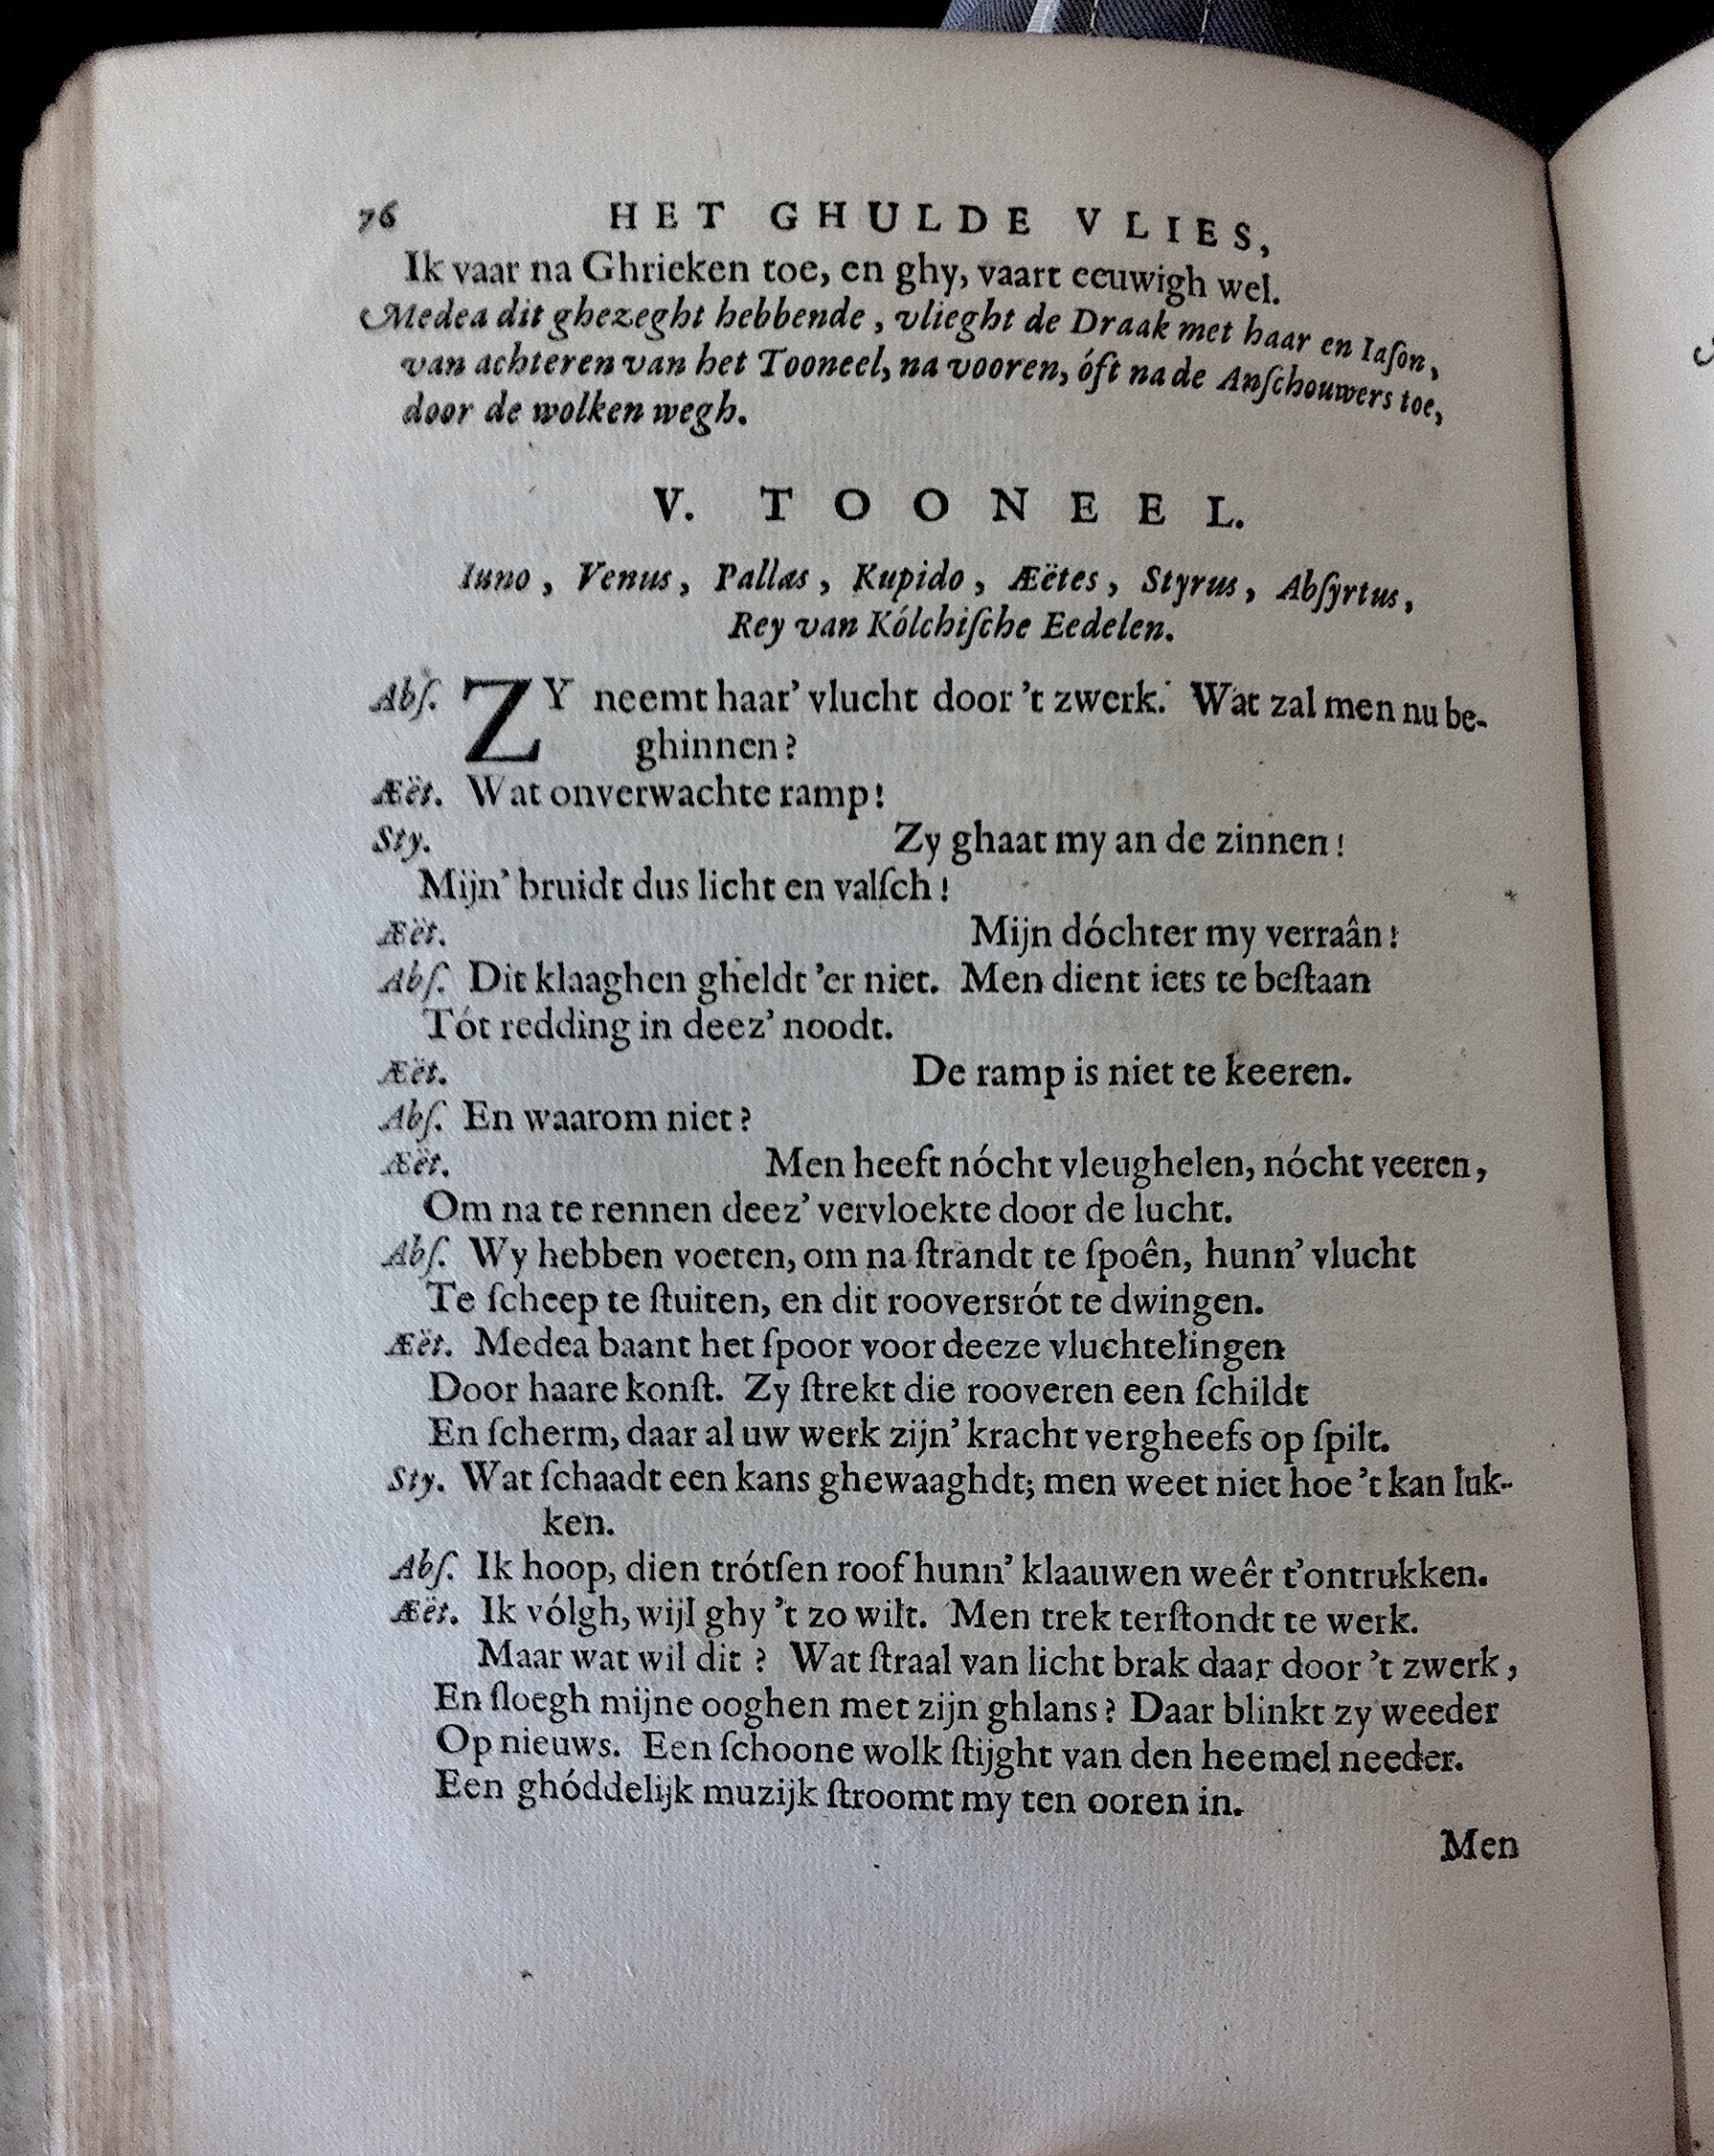 76 HET GHULDE VLIES,
Ik vaar na Ghrieken toe, en ghy, vaart eeuwigh wel.
Medea dit ghezeght hebbende, vlieght de Draak met haar en Iaſon,
van achteren van het Tooneel, na vooren, óft na de Anſchouwers toe,
door de wolken wegh.
V. TOONEEL.
Iuno, Venus, Pallas, Kupido, Æëtes, Styrus, Abſyrtus,
Rey van Kólchiſche Eedelen.
Abſ. ZY neemt haar’ vlucht door ’t zwerk. Wat zal men nu be-
ghinnen?
Æët. Wat onverwachte ramp!
Sty. Zy ghaat my an de zinnen!
Mijn’ bruidt dus licht en valſch!
Æët. Mijn dóchter my verraân!
Abſ. Dit klaaghen gheldt ’er niet. Men dient iets te beſtaan
Tót redding in deez’ noodt.
Æët. De ramp is niet te keeren.
Abſ. En waarom niet?
Æët. Men heeft nócht vleughelen, nócht veeren,
Om na te rennen deez’ vervloekte door de lucht.
Abſ. Wy hebben voeten, om na ſtrandt te ſpoên, hunn’ vlucht
Te ſcheep te ſtuiten, en dit rooversrót te dwingen.
Æët. Medea baant het ſpoor voor deeze vluchtelingen
Door haare konſt. Zy ſtrekt die rooveren een ſchildt
En ſcherm, daar al uw werk zijn’ kracht vergheefs op ſpilt.
Sty. Wat ſchaadt een kans ghewaaghdt; men weet niet hoe ’t kan luk-
ken.
Abſ. Ik hoop, dien trótſen roof hunn’ klaauwen weêr t’ontrukken.
Æët. Ik vólgh, wijl ghy ’t zo wilt. Men trek terſtondt te werk.
Maar wat wil dit? Wat ſtraal van licht brak daar door ’t zwerk,
En ſloegh mijne ooghen met zijn ghlans? Daar blinkt zy weeder
Op nieuws. Een ſchoone wolk ſtijght van den heemel needer.
Een ghóddelijk muzijk ſtroomt my ten ooren in.
Men